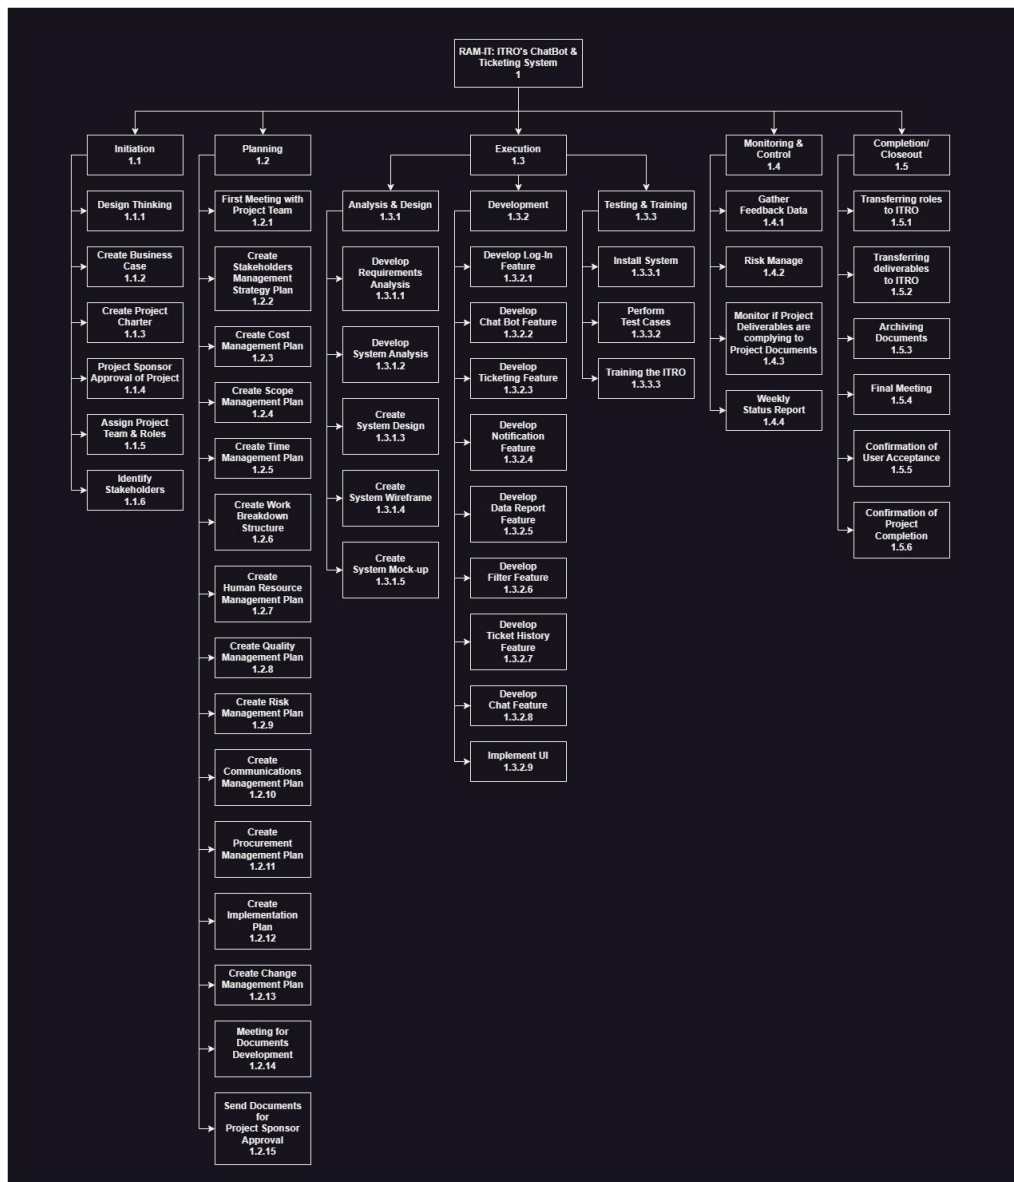 RAM-IT: ITRO's ChatBot &
Ticketing System
1
Initiation
1.1
Design Thinking
1.1.1
Create Business
Case
1.1.2
Create Project
Charter
1.1.3
Project Sponsor
Approval of Project
1.1.4
Assign Project
Team & Roles
1.1.5
Identify
Stakeholders
1.1.6
Planning
1.2
First Meeting with
Project Team
1.2.1
Create
Stakeholders
Management
Strategy Plan
1.2.2
Create Cost
Management Plan
1.2.3
Create Scope
Management Plan
1.2.4
Create Time
Management Plan
1.2.5
Create Work
Breakdown
Structure
1.2.6
Create
Human Resource
Management Plan
1.2.7
Create Quality
Management Plan
1.2.8
Create Risk
Management Plan
1.2.9
Create
Communications
Management Plan
1.2.10
Create
Procurement
Management Plan
1.2.11
Create
Implementation
Plan
1.2.12
Create Change
Management Plan
1.2.13
Meeting for
Documents
Development
1.2.14
Send Documents
for
Project Sponsor
Approval
1.2.15
Execution
1.3
Analysis & Design
1.3.1
Develop
Requirements
Analysis
1.3.1.1
Develop
System Analysis
1.3.1.2
Create
System Design
1.3.1.3
Create
System Wireframe
1.3.1.4
Create
System Mock-up
1.3.1.5
Development
1.3.2
Develop Log-In
Feature
1.3.2.1
Develop
Chat Bot Feature
1.3.2.2
Develop
Ticketing Feature
1.3.2.3
Develop
Notification
Feature
1.3.2.4
Develop
Data Report
Feature
1.3.2.5
Develop
Filter Feature
1.3.2.6
Develop
Ticket History
Feature
1.3.2.7
Develop
Chat Feature
1.3.2.8
Implement UI
1.3.2.9
Testing & Training
1.3.3
Install System
1.3.3.1
Perform
Test Cases
1.3.3.2
Training the ITRO
1.3.3.3
Monitoring &
Control
1.4
Gather
Feedback Data
1.4.1
Risk Manage
1.4.2
Monitor if Project
Deliverables are
complying to
Project Documents
1.4.3
Weekly
Status Report
1.4.4
Completion/
Closeout
1.5
Transferring roles
to ITRO
1.5.1
Transferring
deliverables
to ITRO
1.5.2
Archiving
Documents
1.5.3
Final Meeting
1.5.4
Confirmation of
User Acceptance
1.5.5
Confirmation of
Project
Completion
1.5.6